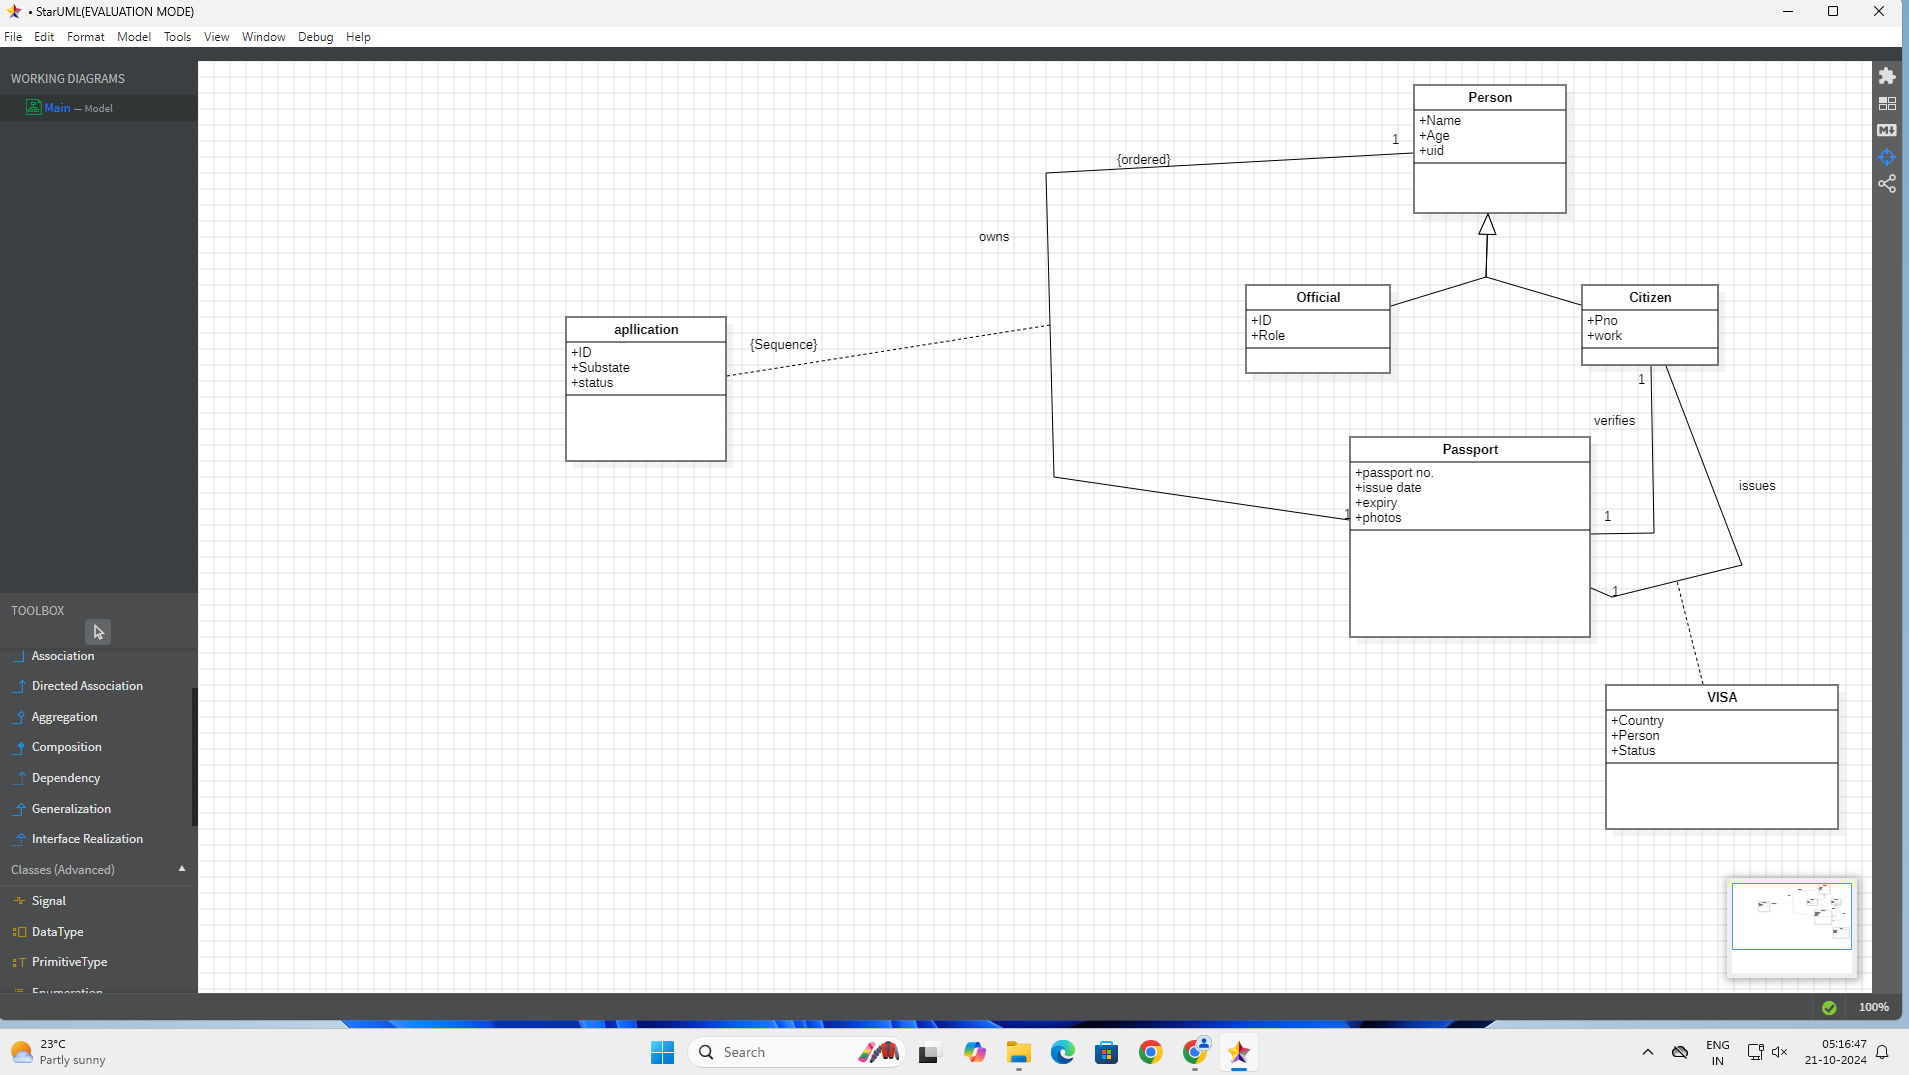 • StarUML(EVALUATION MODE)
File Edit Format Model Tools View Window Debug Help
WORKING DIAGRAMS
Main — Model
TOOLBOX
Association
Directed Association
Aggregation
Composition
Dependency
Generalization
Interface Realization
Classes (Advanced)
Signal
DataType
PrimitiveType
Enumeration
Person
+Name
+Age
+uid
1
{ordered}
owns
Official
+ID
+Role
Citizen
+Pno
+work
apllication
+ID
+Substate
+status
{Sequence}
1
verifies
Passport
+passport no.
+issue date
+expiry
+photos
1
1
issues
1
VISA
+Country
+Person
+Status
M
100%
23°C
Partly sunny
Search
ENG
IN
05:16:47
21-10-2024